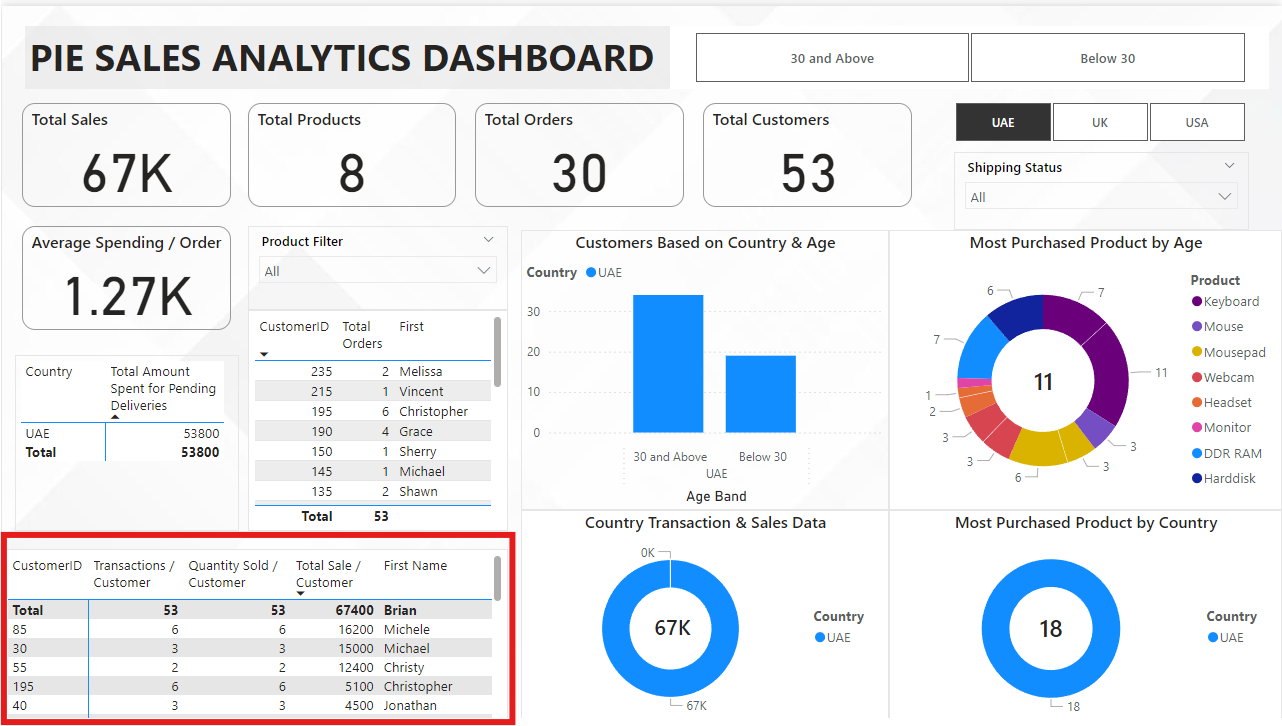 PIE SALES ANALYTICS DASHBOARD
30 and Above
Below 30
Total Sales
67K
Total Products
8
Total Orders
30
Total Customers
53
UAE
UK
USA
Shipping Status
All
Average Spending / Order
1.27K
Product Filter
All
CustomerID Total Orders First
235 2 Melissa
215 1 Vincent
195 6 Christopher
190 4 Grace
150 1 Sherry
145 1 Michael
135 2 Shawn
Total 53
Country Total Amount Spent for Pending Deliveries
UAE 53800
Total 53800
Customers Based on Country & Age
Country UAE
30
20
10
0
30 and Above Below 30
UAE
Age Band
Most Purchased Product by Age
7
11
3
3
6
3
3
2
1
7
6
11
Product
Keyboard
Mouse
Mousepad
Webcam
Headset
Monitor
DDR RAM
Harddisk
CustomerID Transactions / Customer Quantity Sold / Customer Total Sale / Customer First Name
Total 53 53 67400 Brian
85 6 6 16200 Michele
30 3 3 15000 Michael
55 2 2 12400 Christy
195 6 6 5100 Christopher
40 3 3 4500 Jonathan
Country Transaction & Sales Data
0K
67K
67K
Country
UAE
Most Purchased Product by Country
18
18
Country
UAE